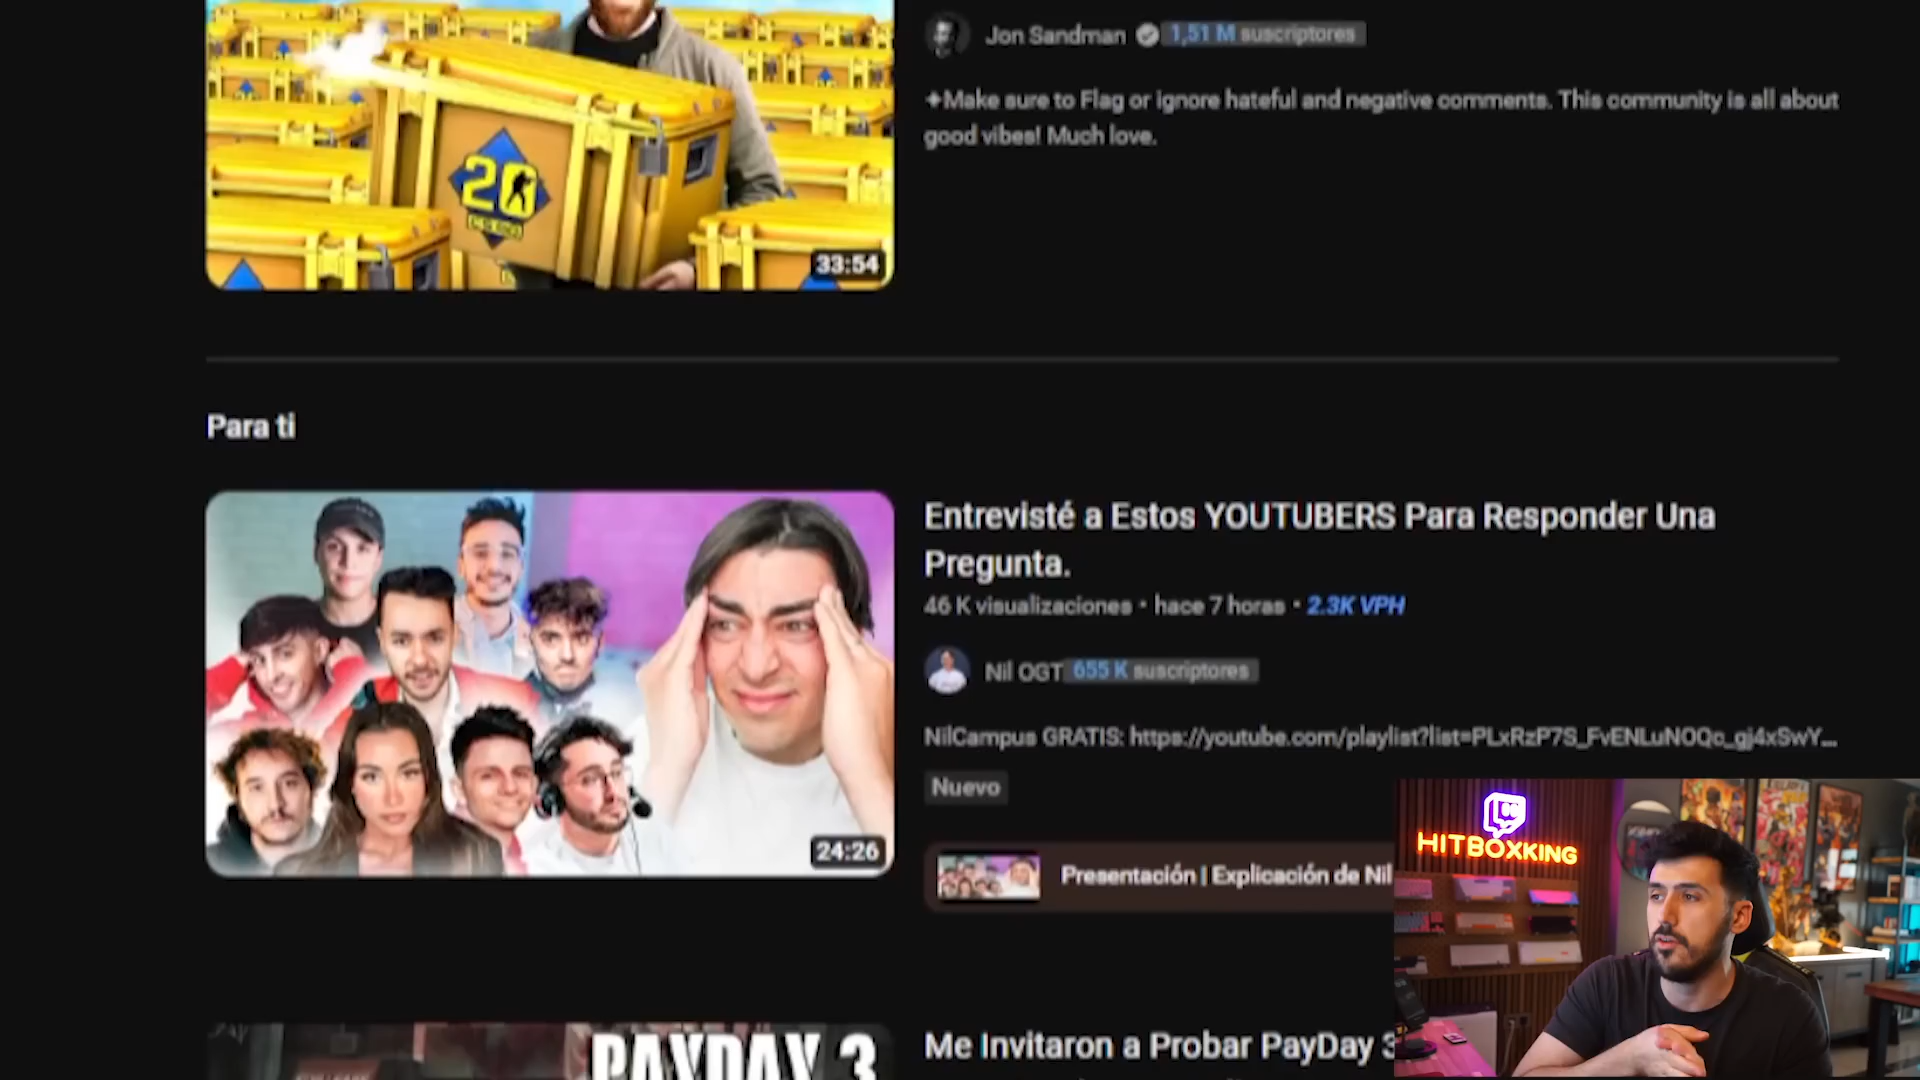 Jon Sandman 1,51 M suscriptores
✦Make sure to Flag or ignore hateful and negative comments. This community is all about
good vibes! Much love.
20
33:54
Para ti
Entrevisté a Estos YOUTUBERS Para Responder Una
Pregunta.
46 K visualizaciones • hace 7 horas • 2.3K VPH
Nil OGT 655 K suscriptores
NilCampus GRATIS: https://youtube.com/playlist?list=PLxRzP7S_FvENLuNOQc_gj4xSwY...
Nuevo
24:26
Presentación | Explicación de Nil
HITBOXKING
PAYDAY 3
Me Invitaron a Probar PayDay 3